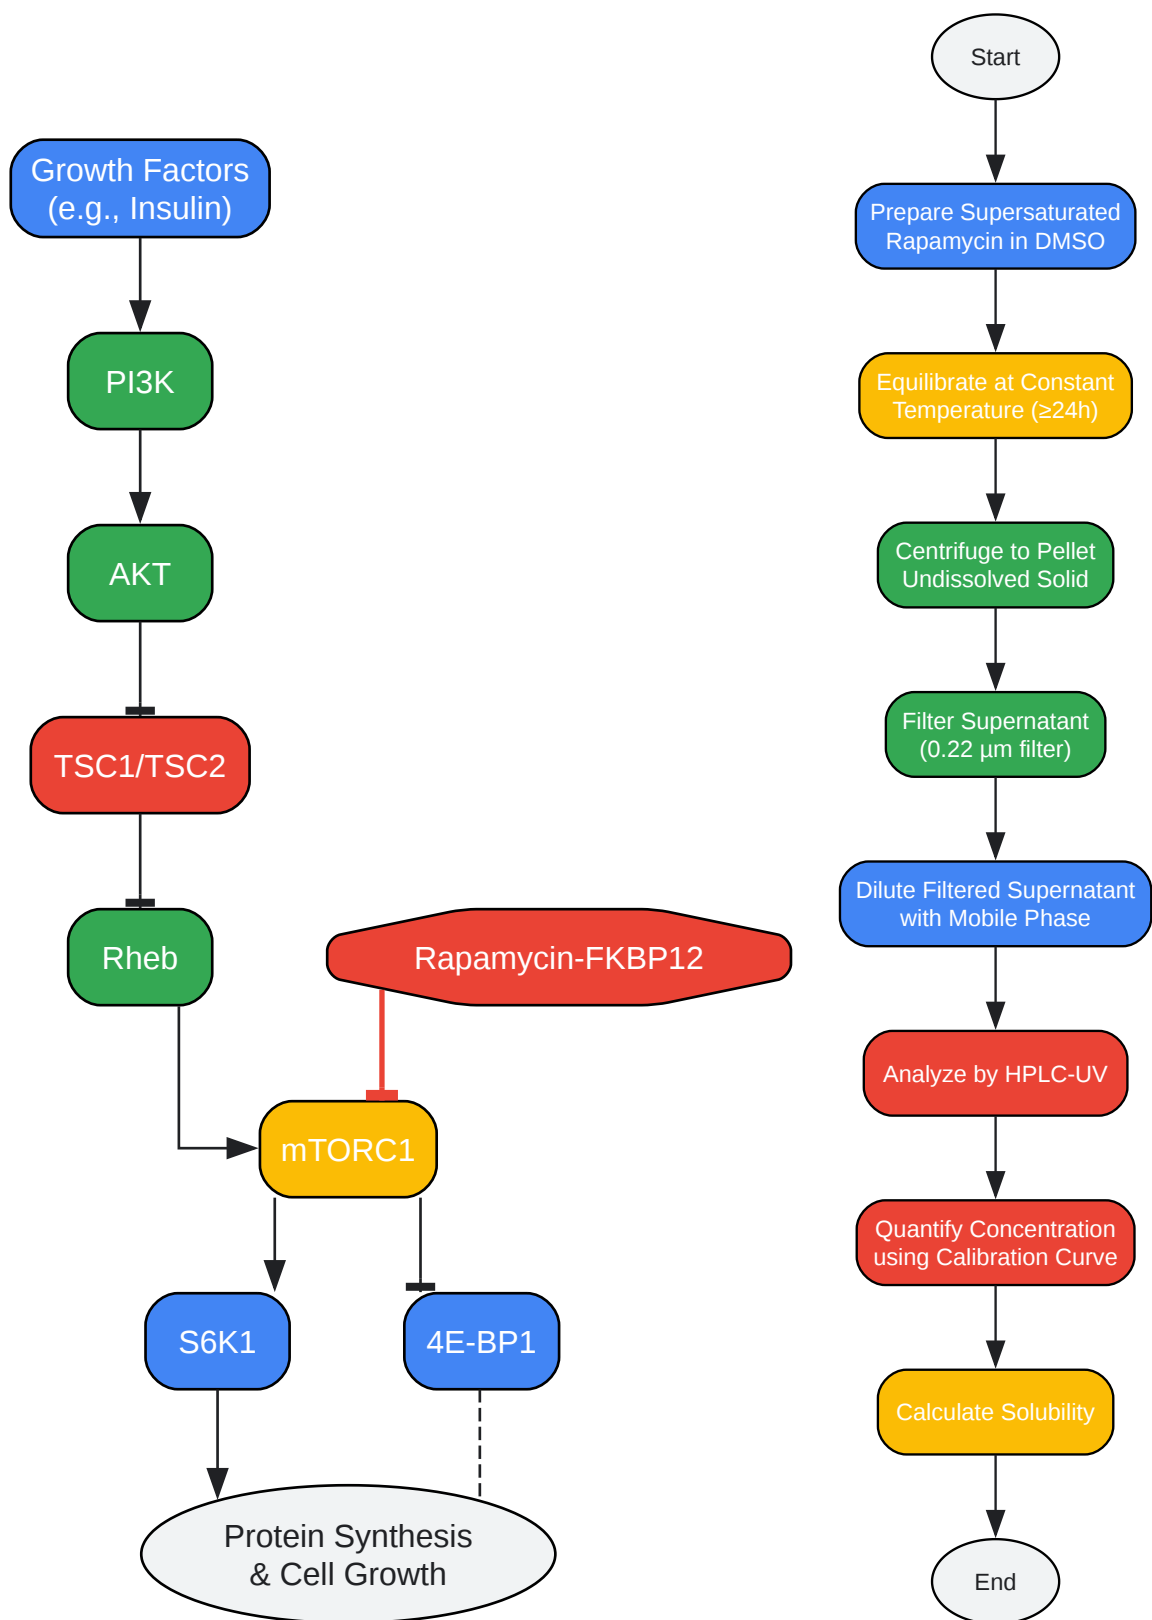 Growth Factors
(e.g., Insulin)
PI3K
AKT
TSC1/TSC2
Rheb
Rapamycin-FKBP12
mTORC1
S6K1
4E-BP1
Protein Synthesis
& Cell Growth
Start
Prepare Supersaturated
Rapamycin in DMSO
Equilibrate at Constant
Temperature (≥24h)
Centrifuge to Pellet
Undissolved Solid
Filter Supernatant
(0.22 µm filter)
Dilute Filtered Supernatant
with Mobile Phase
Analyze by HPLC-UV
Quantify Concentration
using Calibration Curve
Calculate Solubility
End